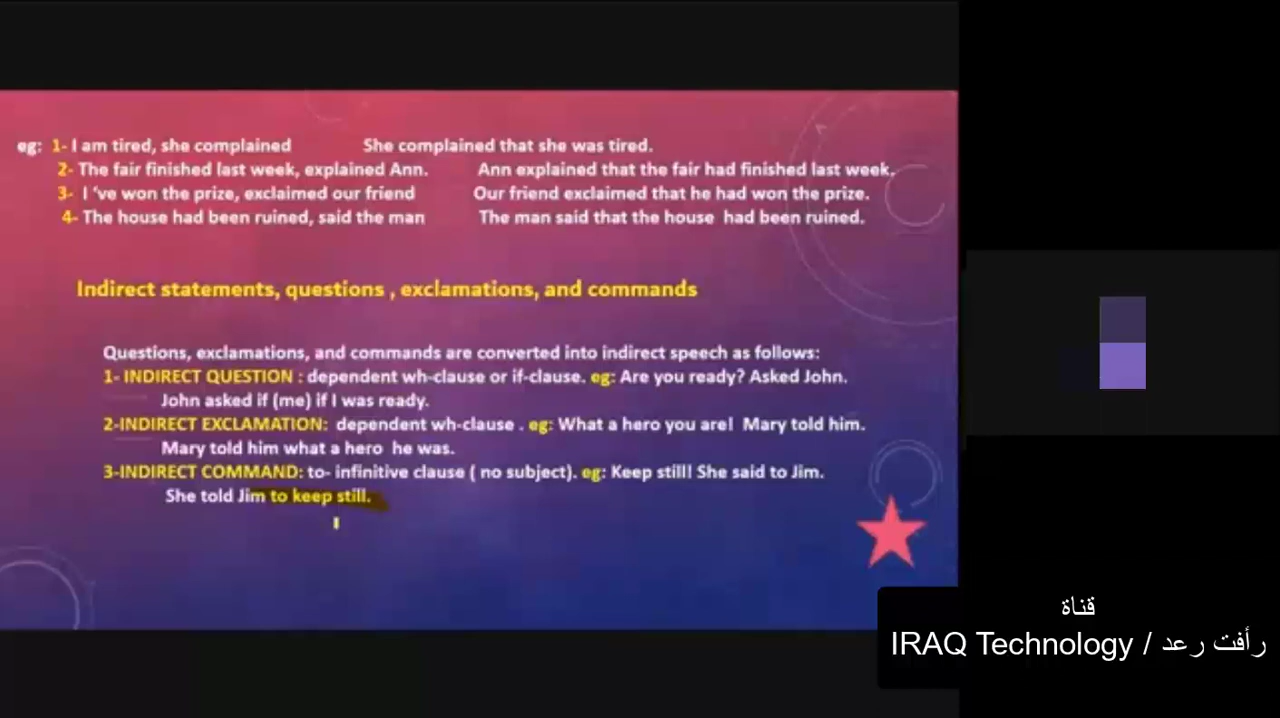 eg: 1- I am tired, she complained She complained that she was tired.
2- The fair finished last week, explained Ann. Ann explained that the fair had finished last week.
3- I 've won the prize, exclaimed our friend Our friend exclaimed that he had won the prize.
4- The house had been ruined, said the man The man said that the house had been ruined.
Indirect statements, questions , exclamations, and commands
Questions, exclamations, and commands are converted into indirect speech as follows:
1- INDIRECT QUESTION : dependent wh-clause or if-clause. eg: Are you ready? Asked John.
John asked if (me) if I was ready.
2-INDIRECT EXCLAMATION: dependent wh-clause . eg: What a hero you are! Mary told him.
Mary told him what a hero he was.
3-INDIRECT COMMAND: to- infinitive clause ( no subject). eg: Keep still! She said to Jim.
She told Jim to keep still.
قناة
IRAQ Technology / رأفت رعد